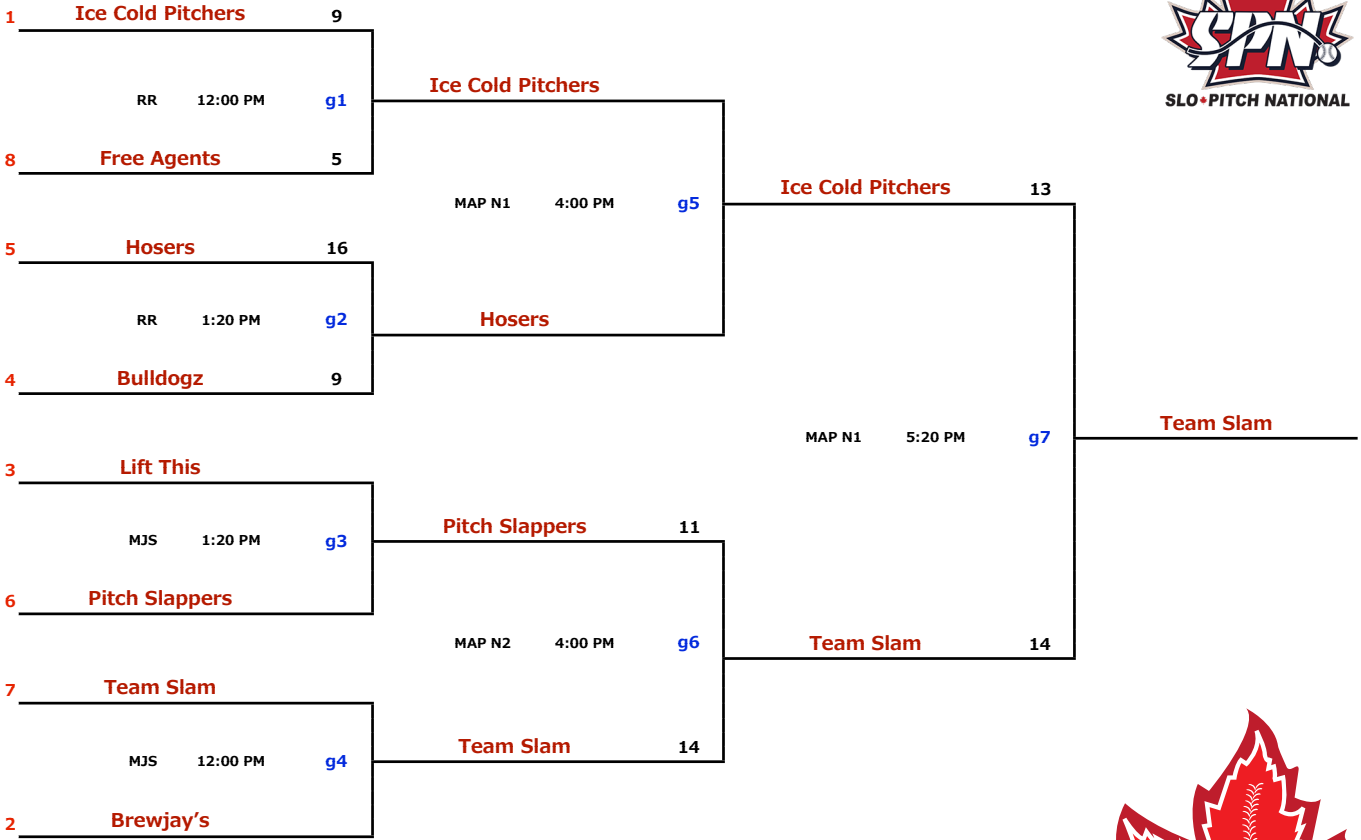 1 Ice Cold Pitchers 9
SPN
SLO PITCH NATIONAL
Ice Cold Pitchers
RR 12:00 PM g1
8 Free Agents 5
Ice Cold Pitchers 13
MAP N1 4:00 PM g5
5 Hosers 16
RR 1:20 PM g2
Hosers
4 Bulldogz 9
Team Slam
MAP N1 5:20 PM g7
3 Lift This
Pitch Slappers 11
MJS 1:20 PM g3
6 Pitch Slappers
MAP N2 4:00 PM g6
Team Slam 14
7 Team Slam
Team Slam 14
MJS 12:00 PM g4
2 Brewjay’s